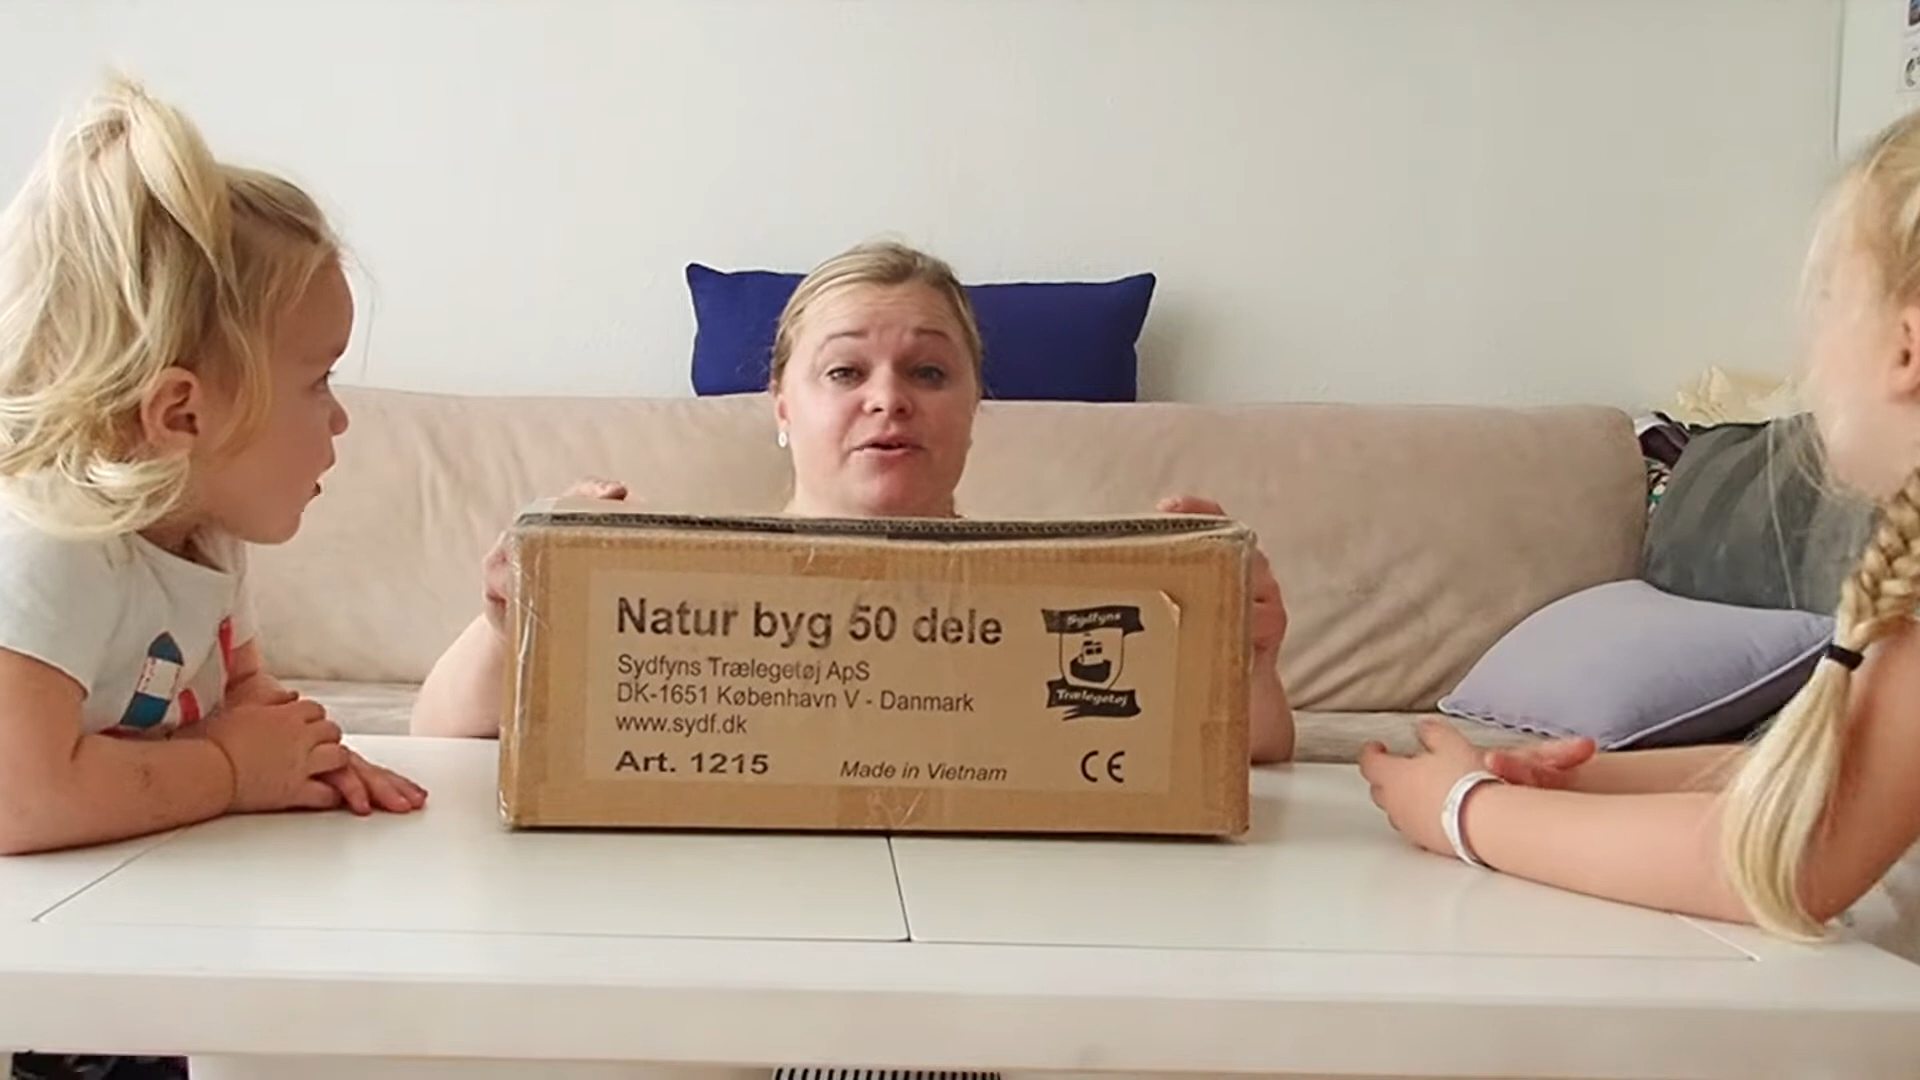 Natur byg 50 dele
Sydfyns Trælegetøj ApS
DK-1651 København V - Danmark
www.sydf.dk
Art. 1215
Made in Vietnam
CE
Sydfyns
Trælegetøj